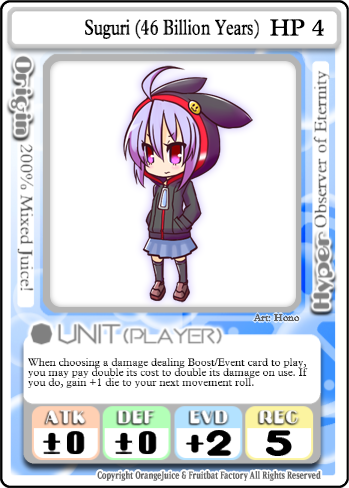 Suguri (46 Billion Years) HP 4
Origin
200% Mixed Juice!
Hyper
Observer of Eternity
Art: Hono
UNIT (PLAYER)
When choosing a damage dealing Boost/Event card to play,
you may pay double its cost to double its damage on use. If
you do, gain +1 die to your next movement roll.
ATK DEF EVD REC
±0 ±0 +2 5
Copyright Orangejuice & Fruitbat Factory All Rights Reserved